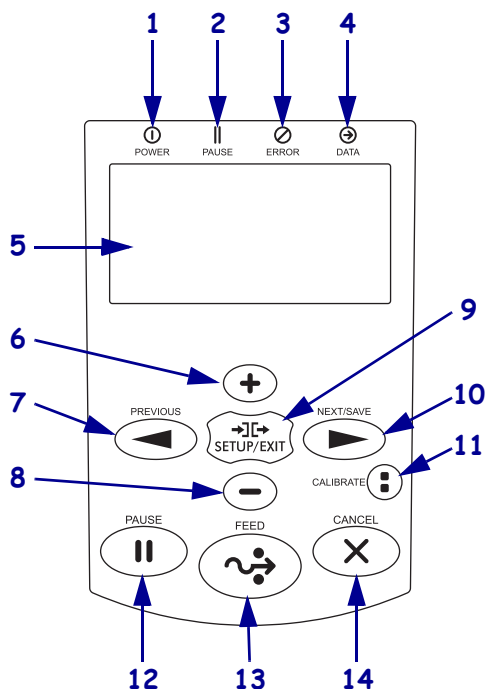 1 2 3 4
POWER PAUSE ERROR DATA
5
9
6
7 PREVIOUS NEXT/SAVE 10
SETUP/EXIT
11
8 CALIBRATE
PAUSE FEED CANCEL
12 13 14